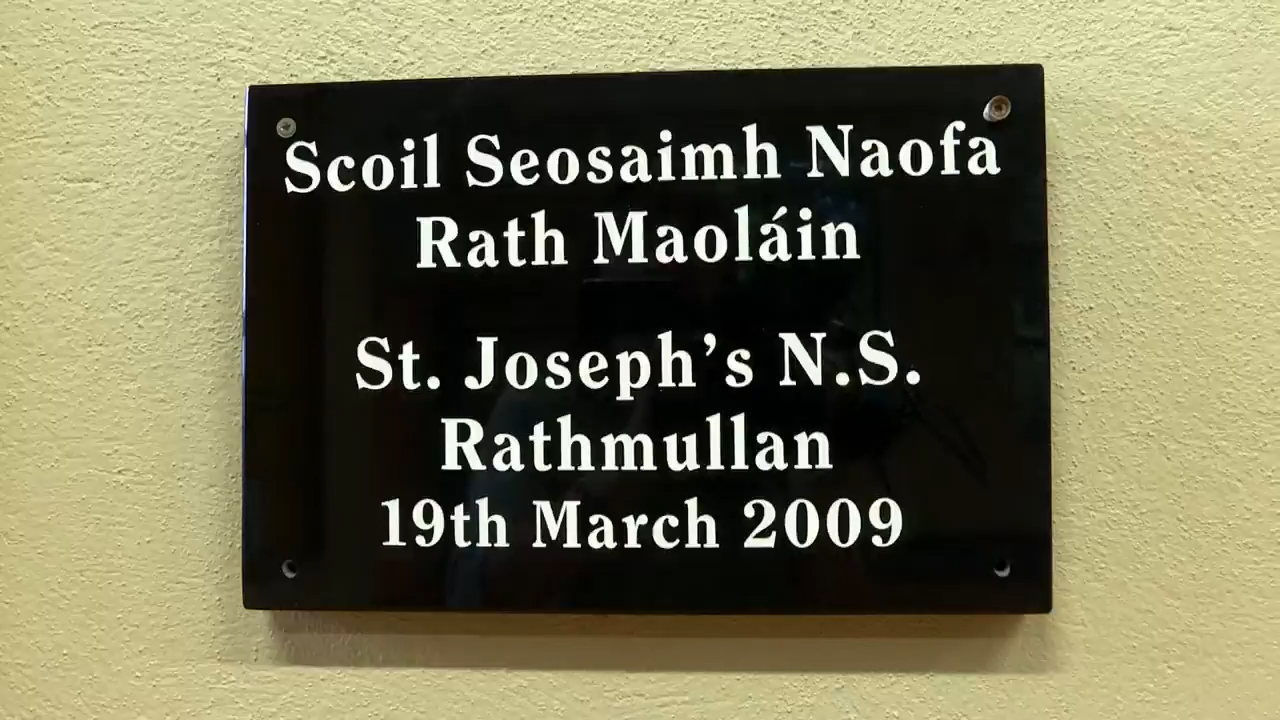 Scoil Seosaimh Naofa
Rath Maoláin
St. Joseph's N.S.
Rathmullan
19th March 2009